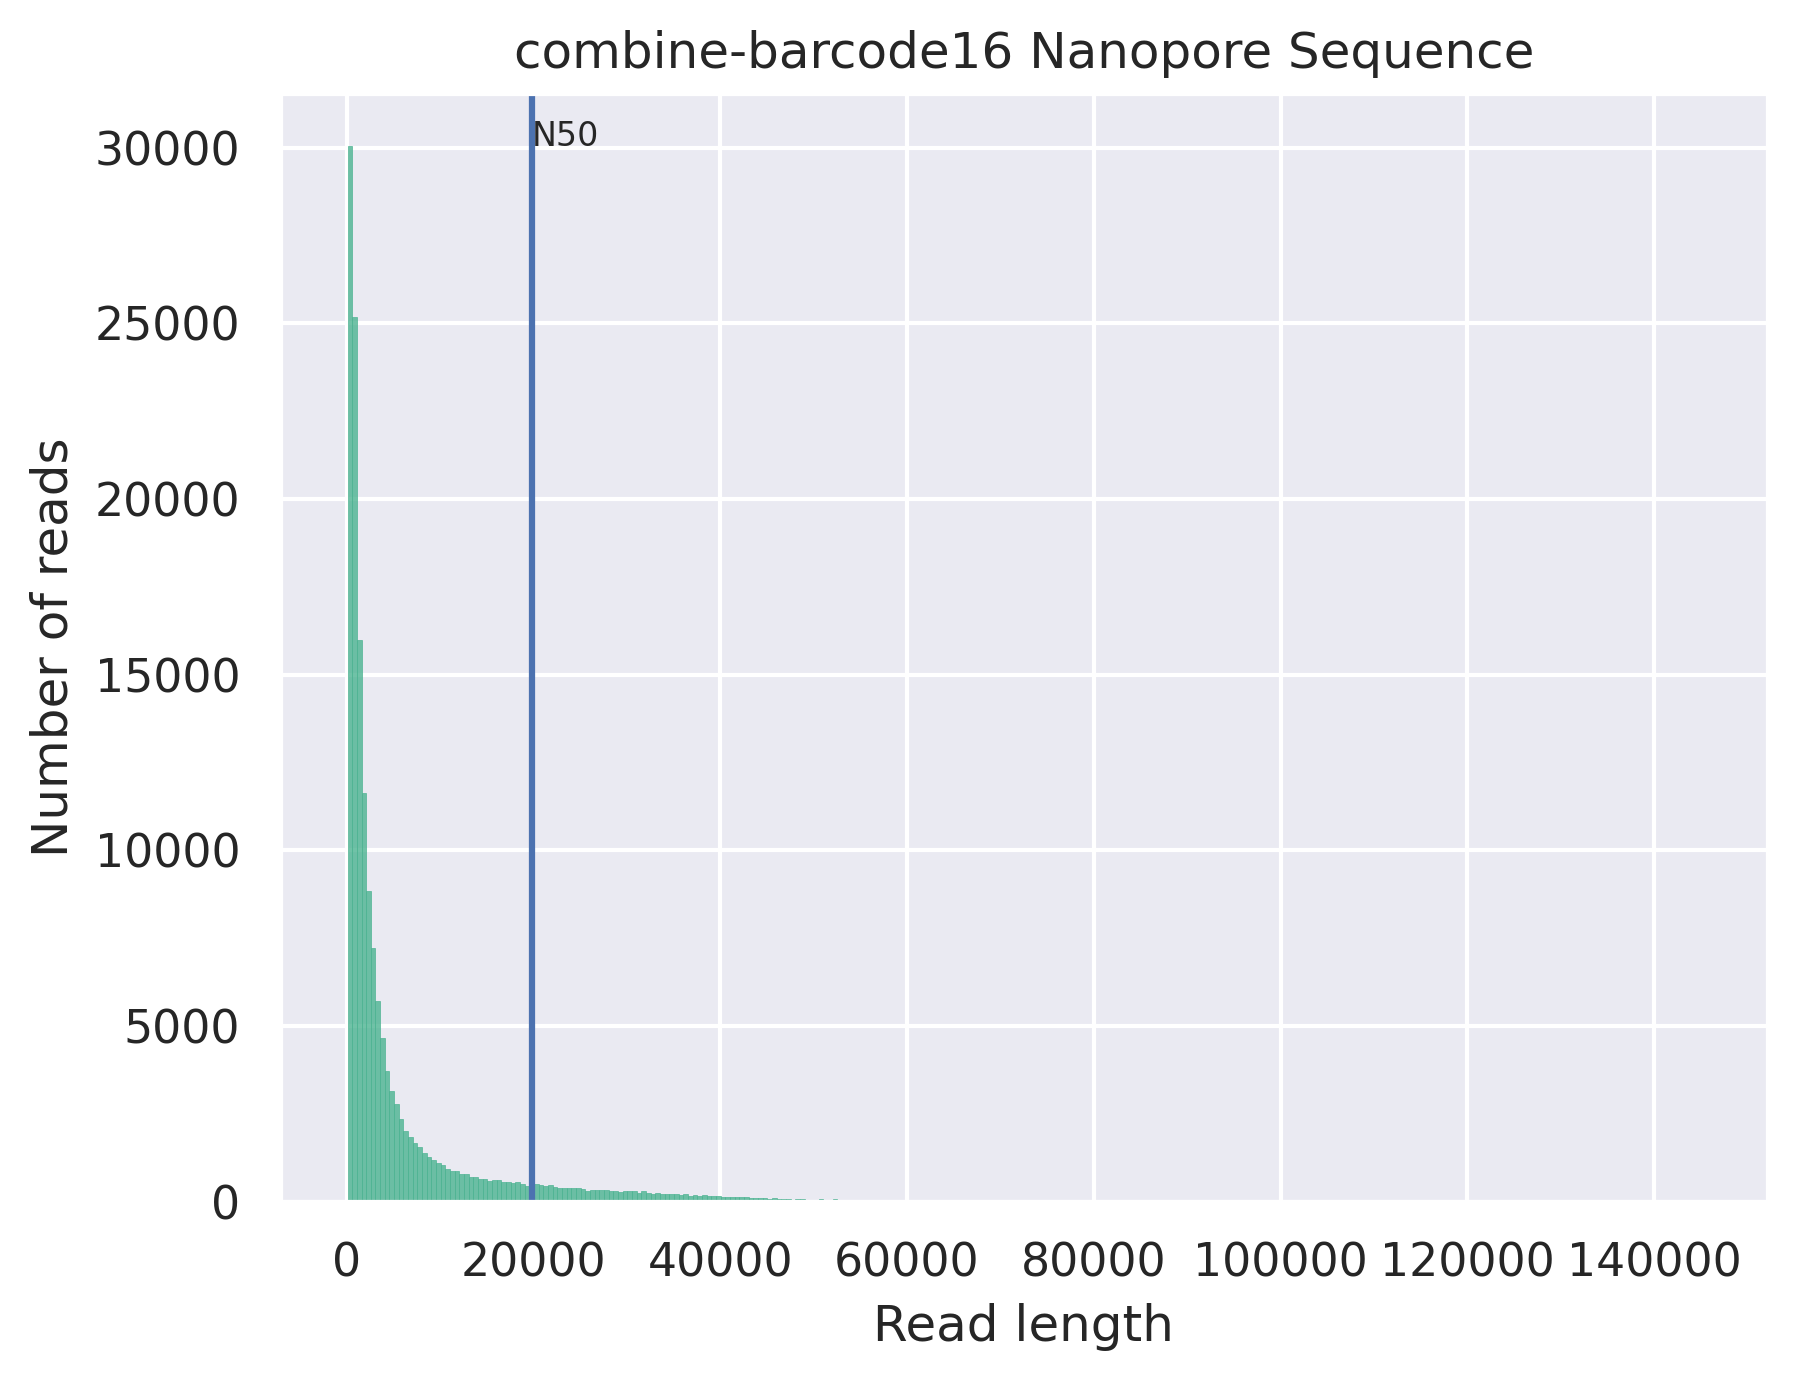 combine-barcode16 Nanopore Sequence
N50
30000
25000
20000
15000
10000
5000
0
Number of reads
0 20000 40000 60000 80000 100000 120000 140000
Read length